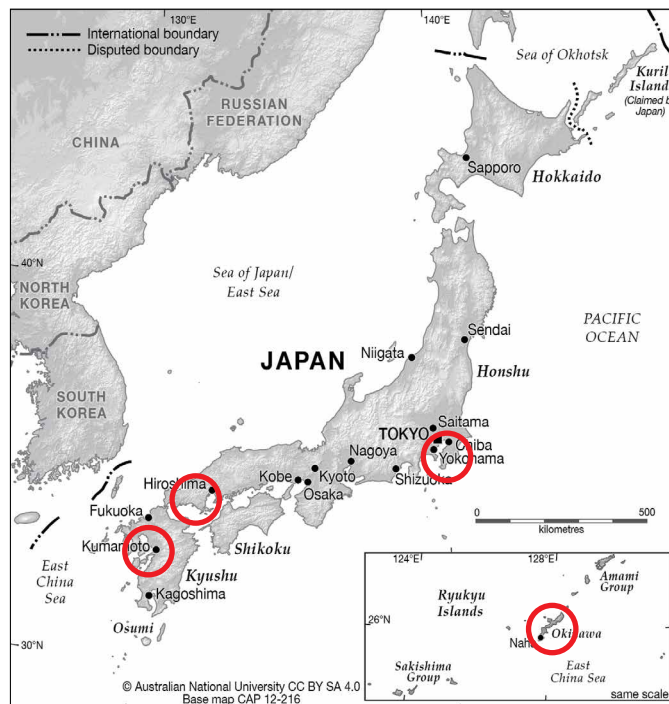 130°E
140°E
International boundary
Disputed boundary
Sea of Okhotsk
Kuril
Island
(Claimed b
Japan)
RUSSIAN
FEDERATION
CHINA
Sapporo
Hokkaido
40°N
NORTH
KOREA
Sea of Japan/
East Sea
PACIFIC
OCEAN
Sendai
JAPAN
Niigata
Honshu
SOUTH
KOREA
Saitama
TOKYO
Chiba
Yokohama
Nagoya
Kobe
Kyoto
Shizuoka
Osaka
Hiroshima
Fukuoka
Shikoku
0
500
kilometres
Kumamoto
East
China
Sea
Kyushu
Kagoshima
Osumi
30°N
124°E
128°E
Amami
Group
Ryukyu
Islands
26°N
Okinawa
Naha
East
China Sea
Sakishima
Group
same scale
© Australian National University CC BY SA 4.0
Base map CAP 12-216